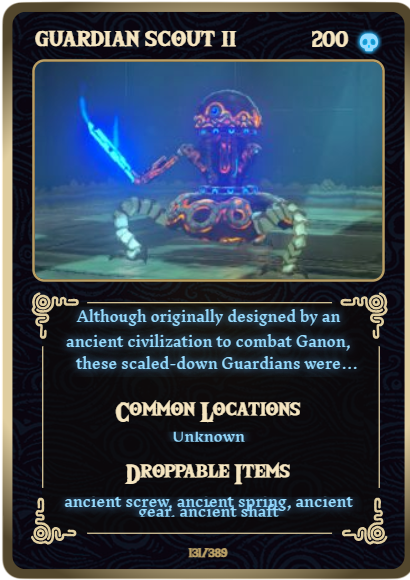 GUARDIAN SCOUT II
200
Although originally designed by an
ancient civilization to combat Ganon,
these scaled-down Guardians were...
COMMON LOCATIONS
Unknown
DROPPABLE ITEMS
ancient screw, ancient spring, ancient
gear, ancient shaft
131/389